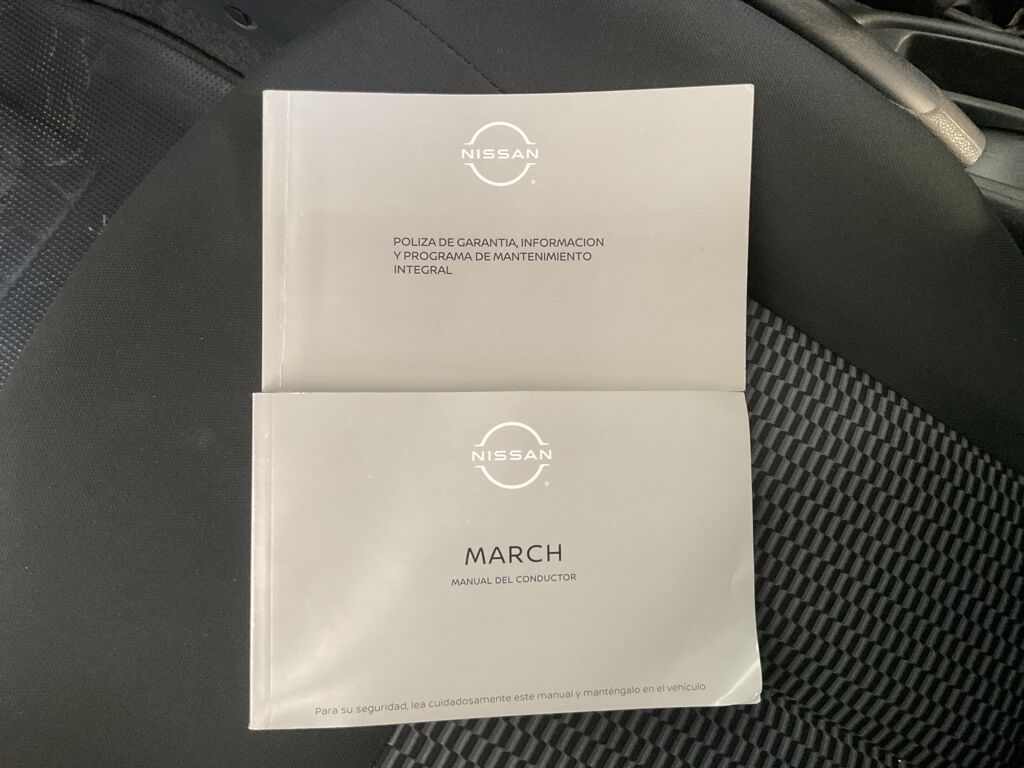 NISSAN
POLIZA DE GARANTIA, INFORMACION
Y PROGRAMA DE MANTENIMIENTO
INTEGRAL
NISSAN
MARCH
MANUAL DEL CONDUCTOR
Para su seguridad, lea cuidadosamente este manual y manténgalo en el vehículo